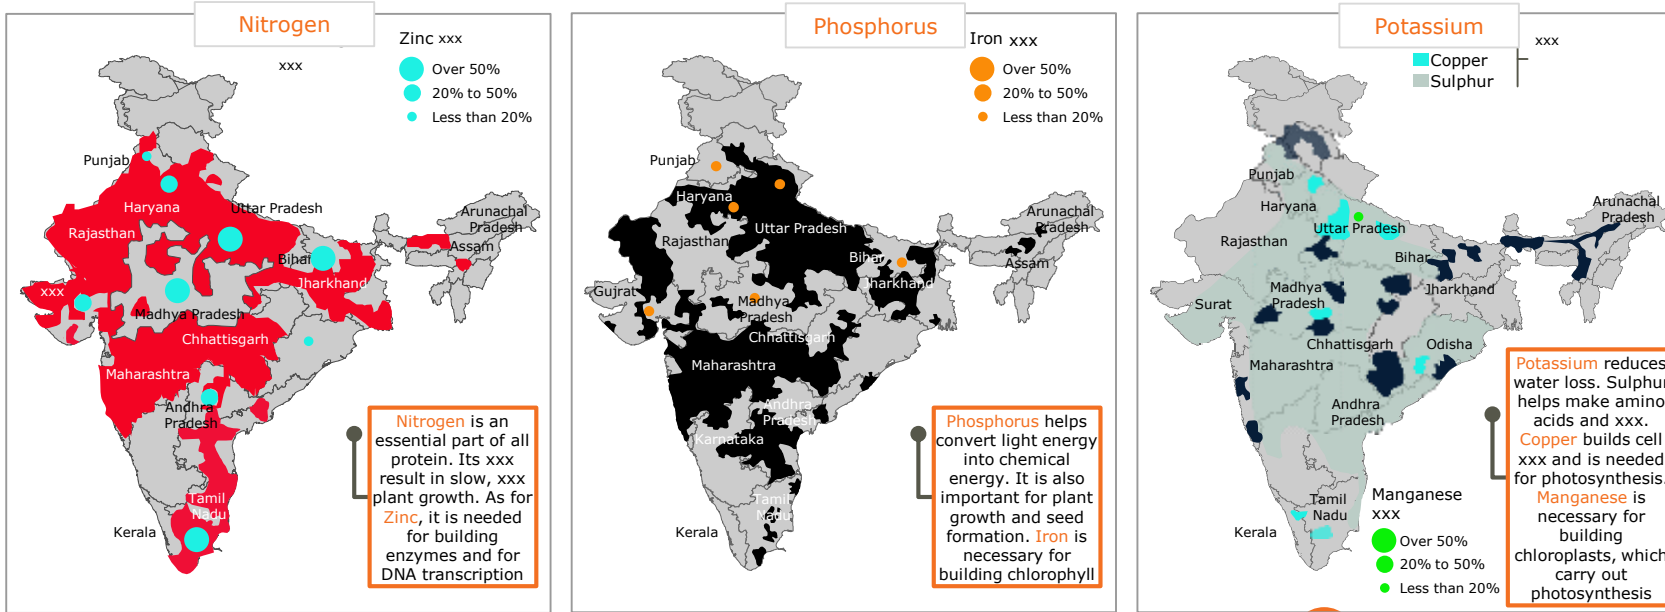 Nitrogen
Zinc xxx
xxx
Over 50%
20% to 50%
Less than 20%
Punjab
Haryana
Uttar Pradesh
Rajasthan
Arunachal
Pradesh
Assam
Bihar
Jharkhand
xxx
Madhya Pradesh
Chhattisgarh
Maharashtra
Andhra
Pradesh
Tamil
Nadu
Kerala
Nitrogen is an
essential part of all
protein. Its xxx
result in slow, xxx
plant growth. As for
Zinc, it is needed
for building
enzymes and for
DNA transcription
Phosphorus
Iron xxx
Over 50%
20% to 50%
Less than 20%
Punjab
Haryana
Uttar Pradesh
Rajasthan
Arunachal
Pradesh
Assam
Bihar
Jharkhand
Gujrat
Madhya
Pradesh
Chhattisgarh
Maharashtra
Andhra
Pradesh
Karnataka
Tamil
Nadu
Kerala
Phosphorus helps
convert light energy
into chemical
energy. It is also
important for plant
growth and seed
formation. Iron is
necessary for
building chlorophyll
Potassium
xxx
Copper
Sulphur
Punjab
Haryana
Uttar Pradesh
Rajasthan
Arunachal
Pradesh
Bihar
Jharkhand
Madhya
Pradesh
Surat
Chhattisgarh
Odisha
Maharashtra
Andhra
Pradesh
Tamil
Nadu
Kerala
Manganese
xxx
Over 50%
20% to 50%
Less than 20%
Potassium reduces
water loss. Sulphur
helps make amino
acids and xxx.
Copper builds cell
xxx and is needed
for photosynthesis.
Manganese is
necessary for
building
chloroplasts, which
carry out
photosynthesis